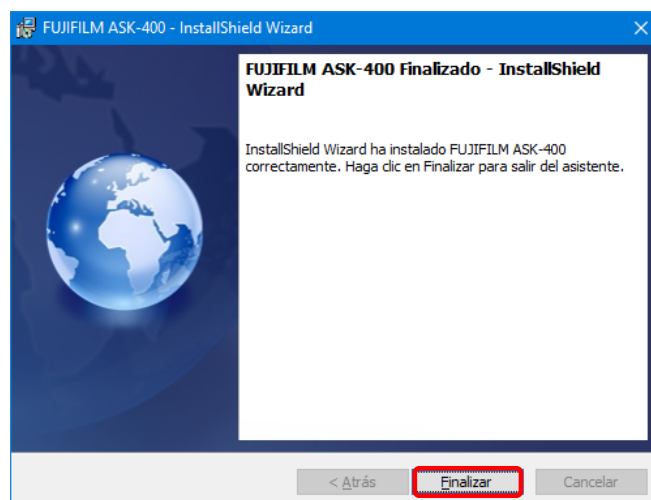 FUJIFILM ASK-400 - InstallShield Wizard
FUJIFILM ASK-400 Finalizado - InstallShield
Wizard
InstallShield Wizard ha instalado FUJIFILM ASK-400
correctamente. Haga clic en Finalizar para salir del asistente.
< Atrás
Finalizar
Cancelar